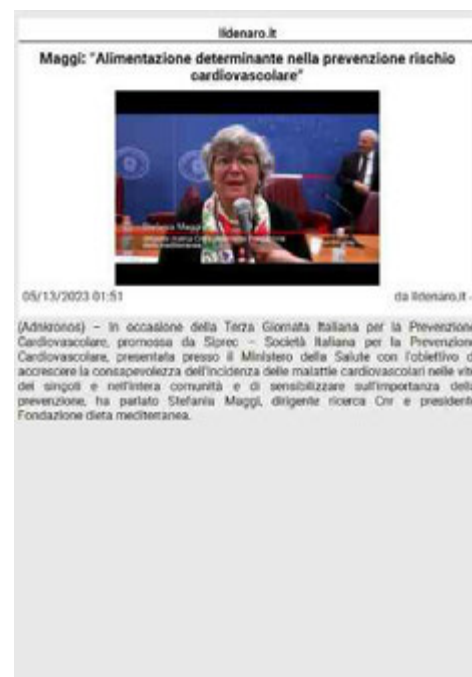 ildenaro.it
Maggi: "Alimentazione determinante nella prevenzione rischio
cardiovascolare"
Stefania Maggi
05/13/2023 01:51
da ildenaro.it -
(Adnkronos) – In occasione della Terza Giornata Italiana per la Prevenzione
Cardiovascolare, promossa da Siprec – Società Italiana per la Prevenzione
Cardiovascolare, presentata presso il Ministero della Salute con l'obiettivo d
accrescere la consapevolezza dell'incidenza delle malattie cardiovascolari nelle vite
dei singoli e nell'intera comunità e di sensibilizzare sull'importanza della
prevenzione, ha parlato Stefania Maggi, dirigente ricerca Cnr e presidente
Fondazione dieta mediterranea.